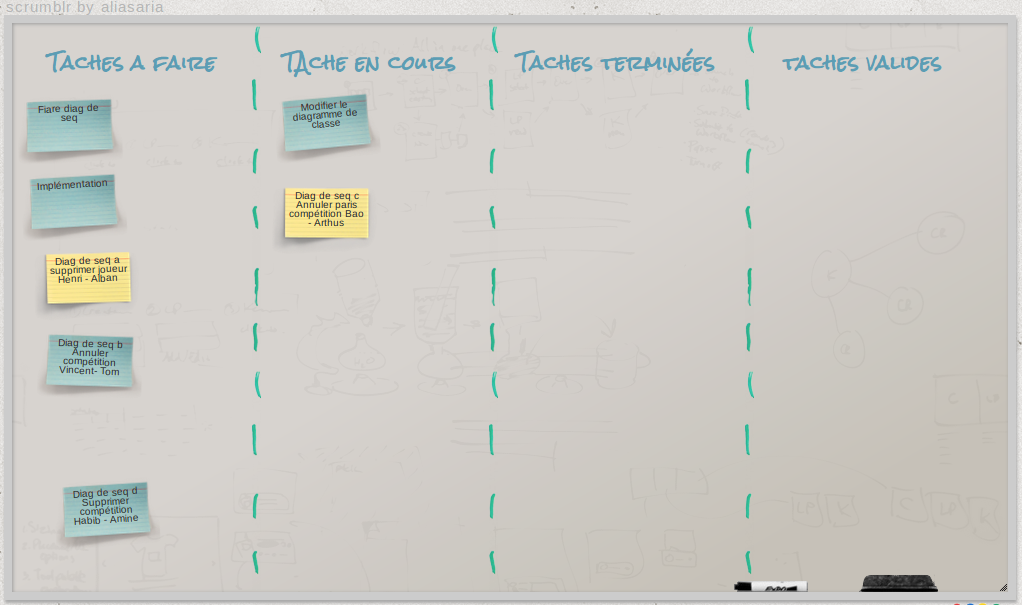 scrumblr by aliasaria
Taches a faire
TAche en cours
Taches terminées
taches valides
Fiare diag de
seq
Implémentation
Diag de seq a
supprimer joueur
Henri - Alban
Diag de seq b
Annuler
compétition
Vincent- Tom
Diag de seq d
Supprimer
compétition
Habib - Amine
Modifier le
diagramme de
classe
Diag de seq c
Annuler paris
compétition Bao
- Arthus